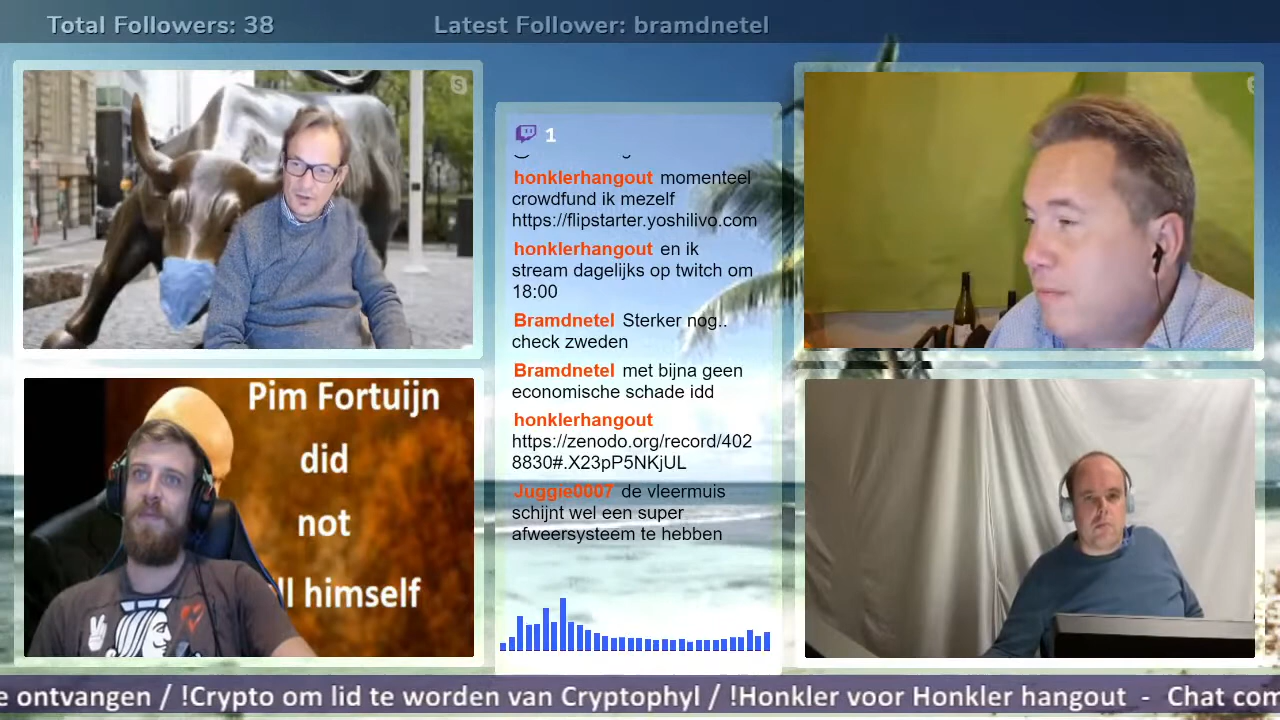 Total Followers: 38
Latest Follower: bramdnetel
1
honklerhangout momenteel
crowdfund ik mezelf
https://flipstarter.yoshilivo.com
honklerhangout en ik
stream dagelijks op twitch om
18:00
Bramdnetel Sterker nog..
check zweden
Bramdnetel met bijna geen
economische schade idd
honklerhangout
https://zenodo.org/record/402
8830#.X23pP5NKjUL
Juggie0007 de vleermuis
schijnt wel een super
afweersysteem te hebben
Pim Fortuijn
did
not
himself
e ontvangen / !Crypto om lid te worden van Cryptophyl / !Honkler voor Honkler hangout - Chat com